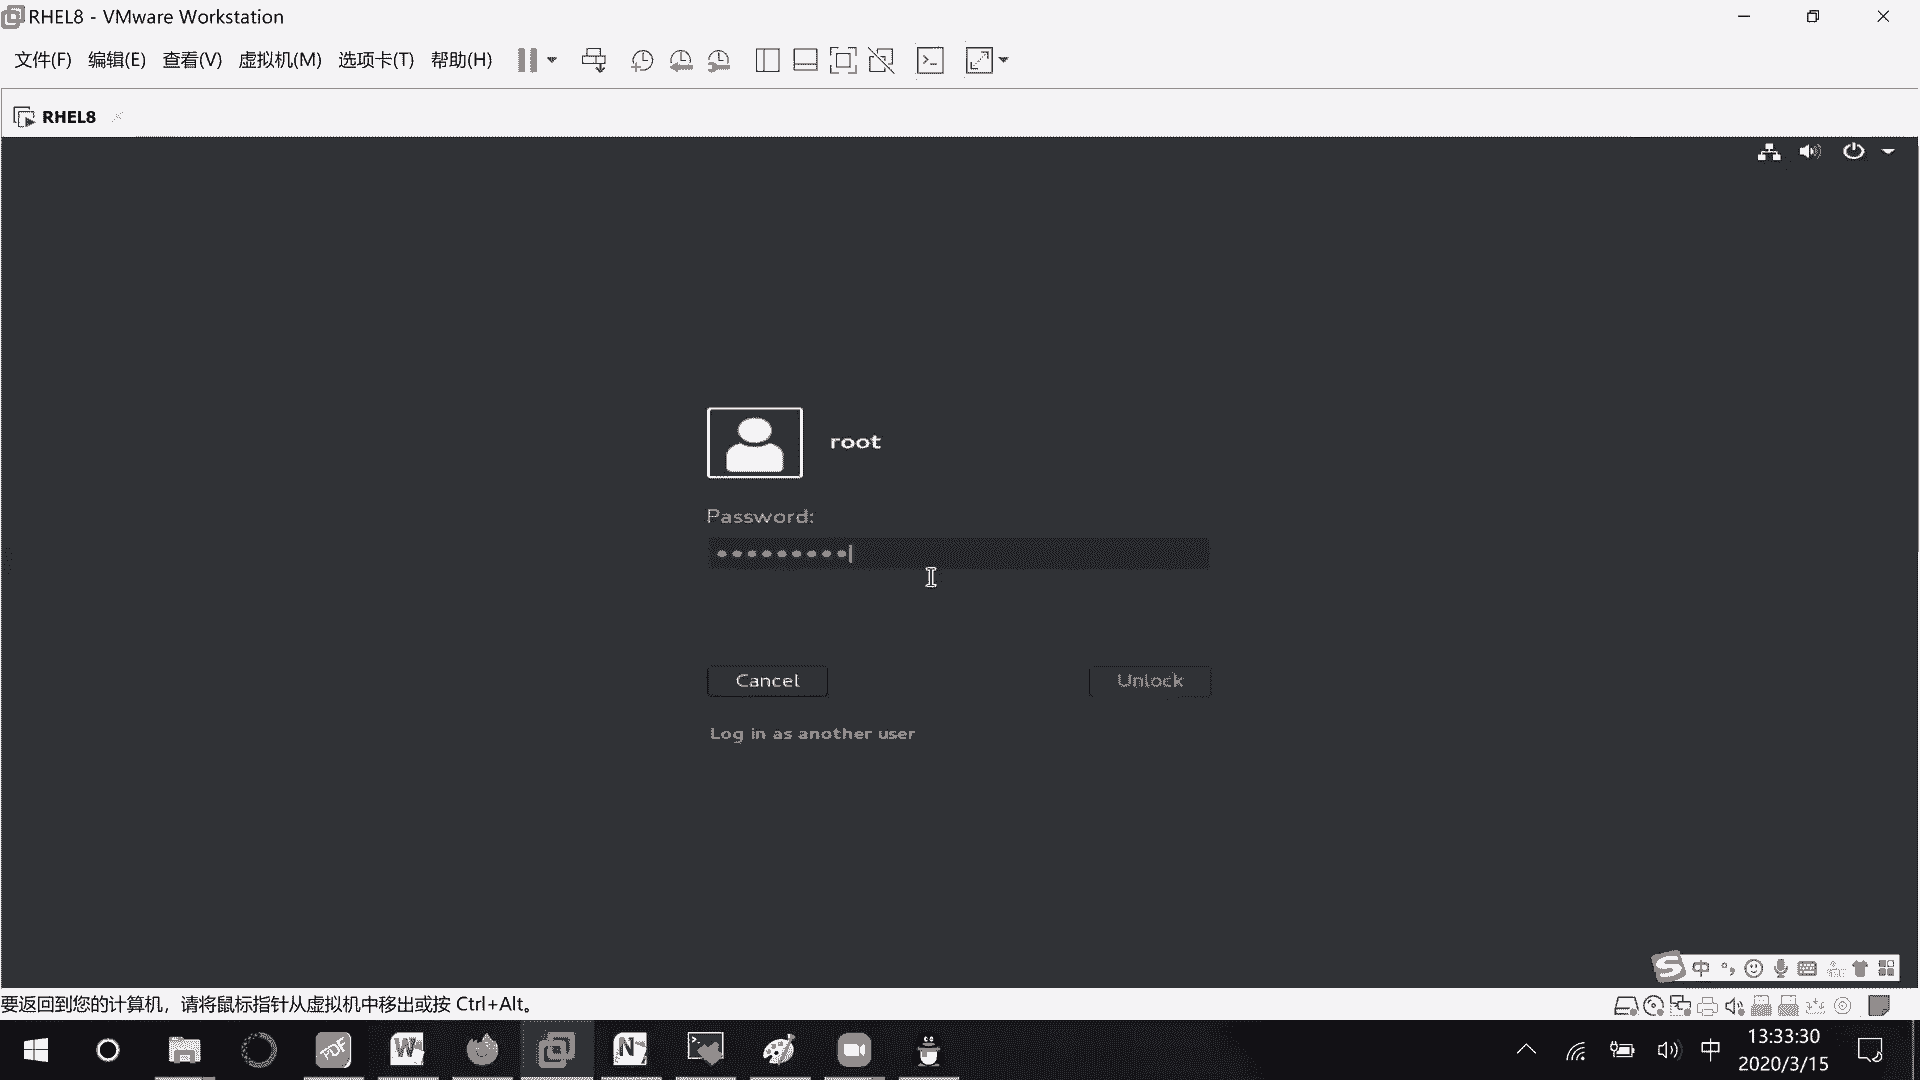 RHEL8 - VMware Workstation
文件(F) 编辑(E) 查看(V) 虚拟机(M) 选项卡(T) 帮助(H)
RHEL8
root
Password:
Cancel
Unlock
Log in as another user
中
要返回到您的计算机，请将鼠标指针从虚拟机中移出或按 Ctrl+Alt。
PDF
W
N
中
13:33:30
2020/3/15